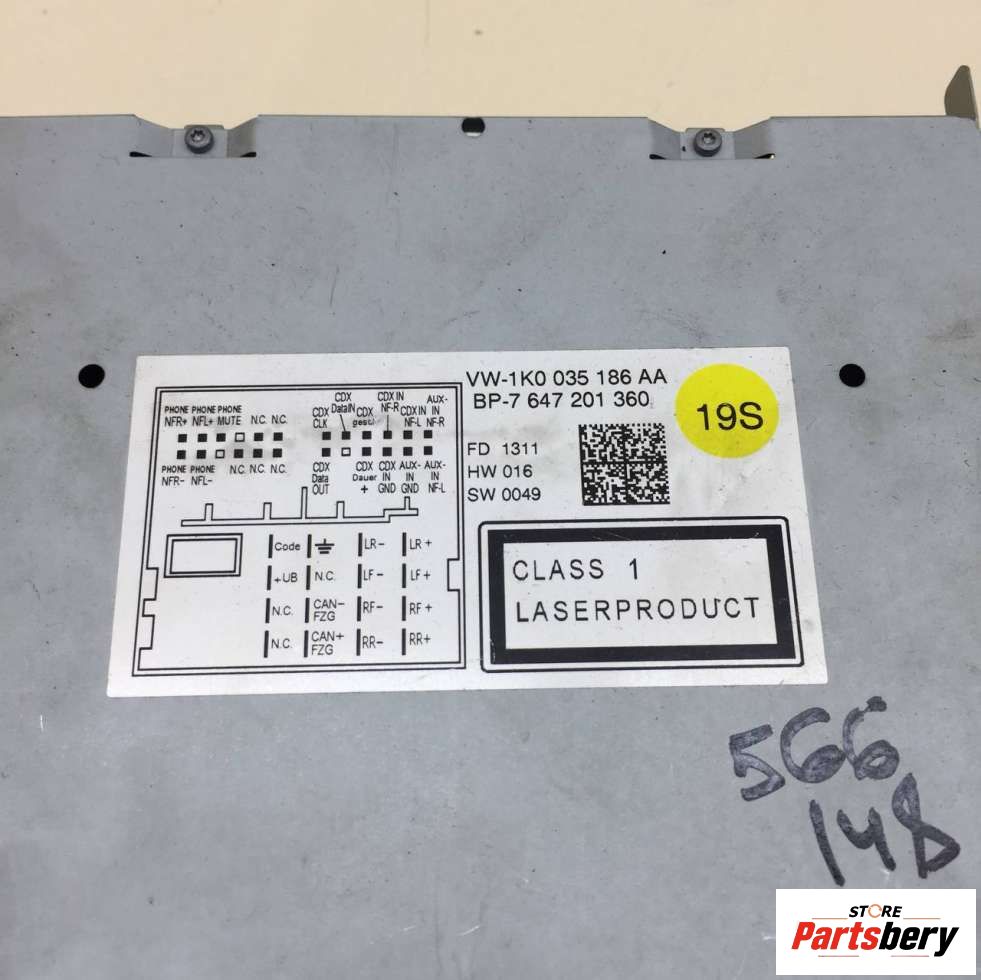 VW-1K0 035 186 AA
BP-7 647 201 360
19S
FD 1311
HW 016
SW 0049
CLASS 1
LASERPRODUCT
PHONE NFR+
PHONE NFL+
PHONE MUTE
N.C. N.C.
PHONE NFR-
PHONE NFL-
N.C. N.C. N.C.
CDX CLK
CDX DataIN
CDX gesch
CDX IN NF-R
CDX IN NF-L
AUX-IN NF-R
CDX Data OUT
CDX Dauer +
CDX IN GND
AUX-IN GND
AUX-IN NF-L
Code LR- LR+
+UB N.C. LF- LF+
N.C. CAN-FZG RF- RF+
N.C. CAN+FZG RR- RR+
566
148
STORE
Partsbery